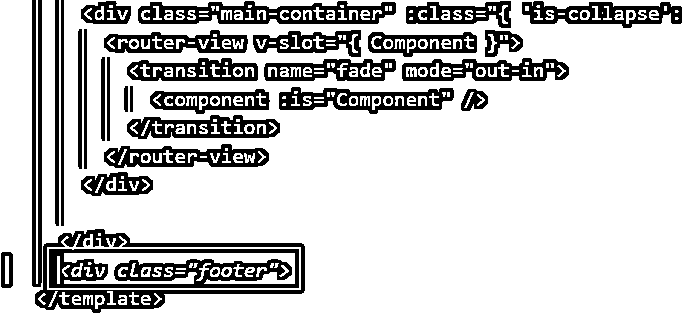 <div class="main-container" :class="{ 'is-collapse':
<router-view v-slot="{ Component }">
<transition name="fade" mode="out-in">
<component :is="Component" />
</transition>
</router-view>
</div>
</div>
<div class="footer">
</template>